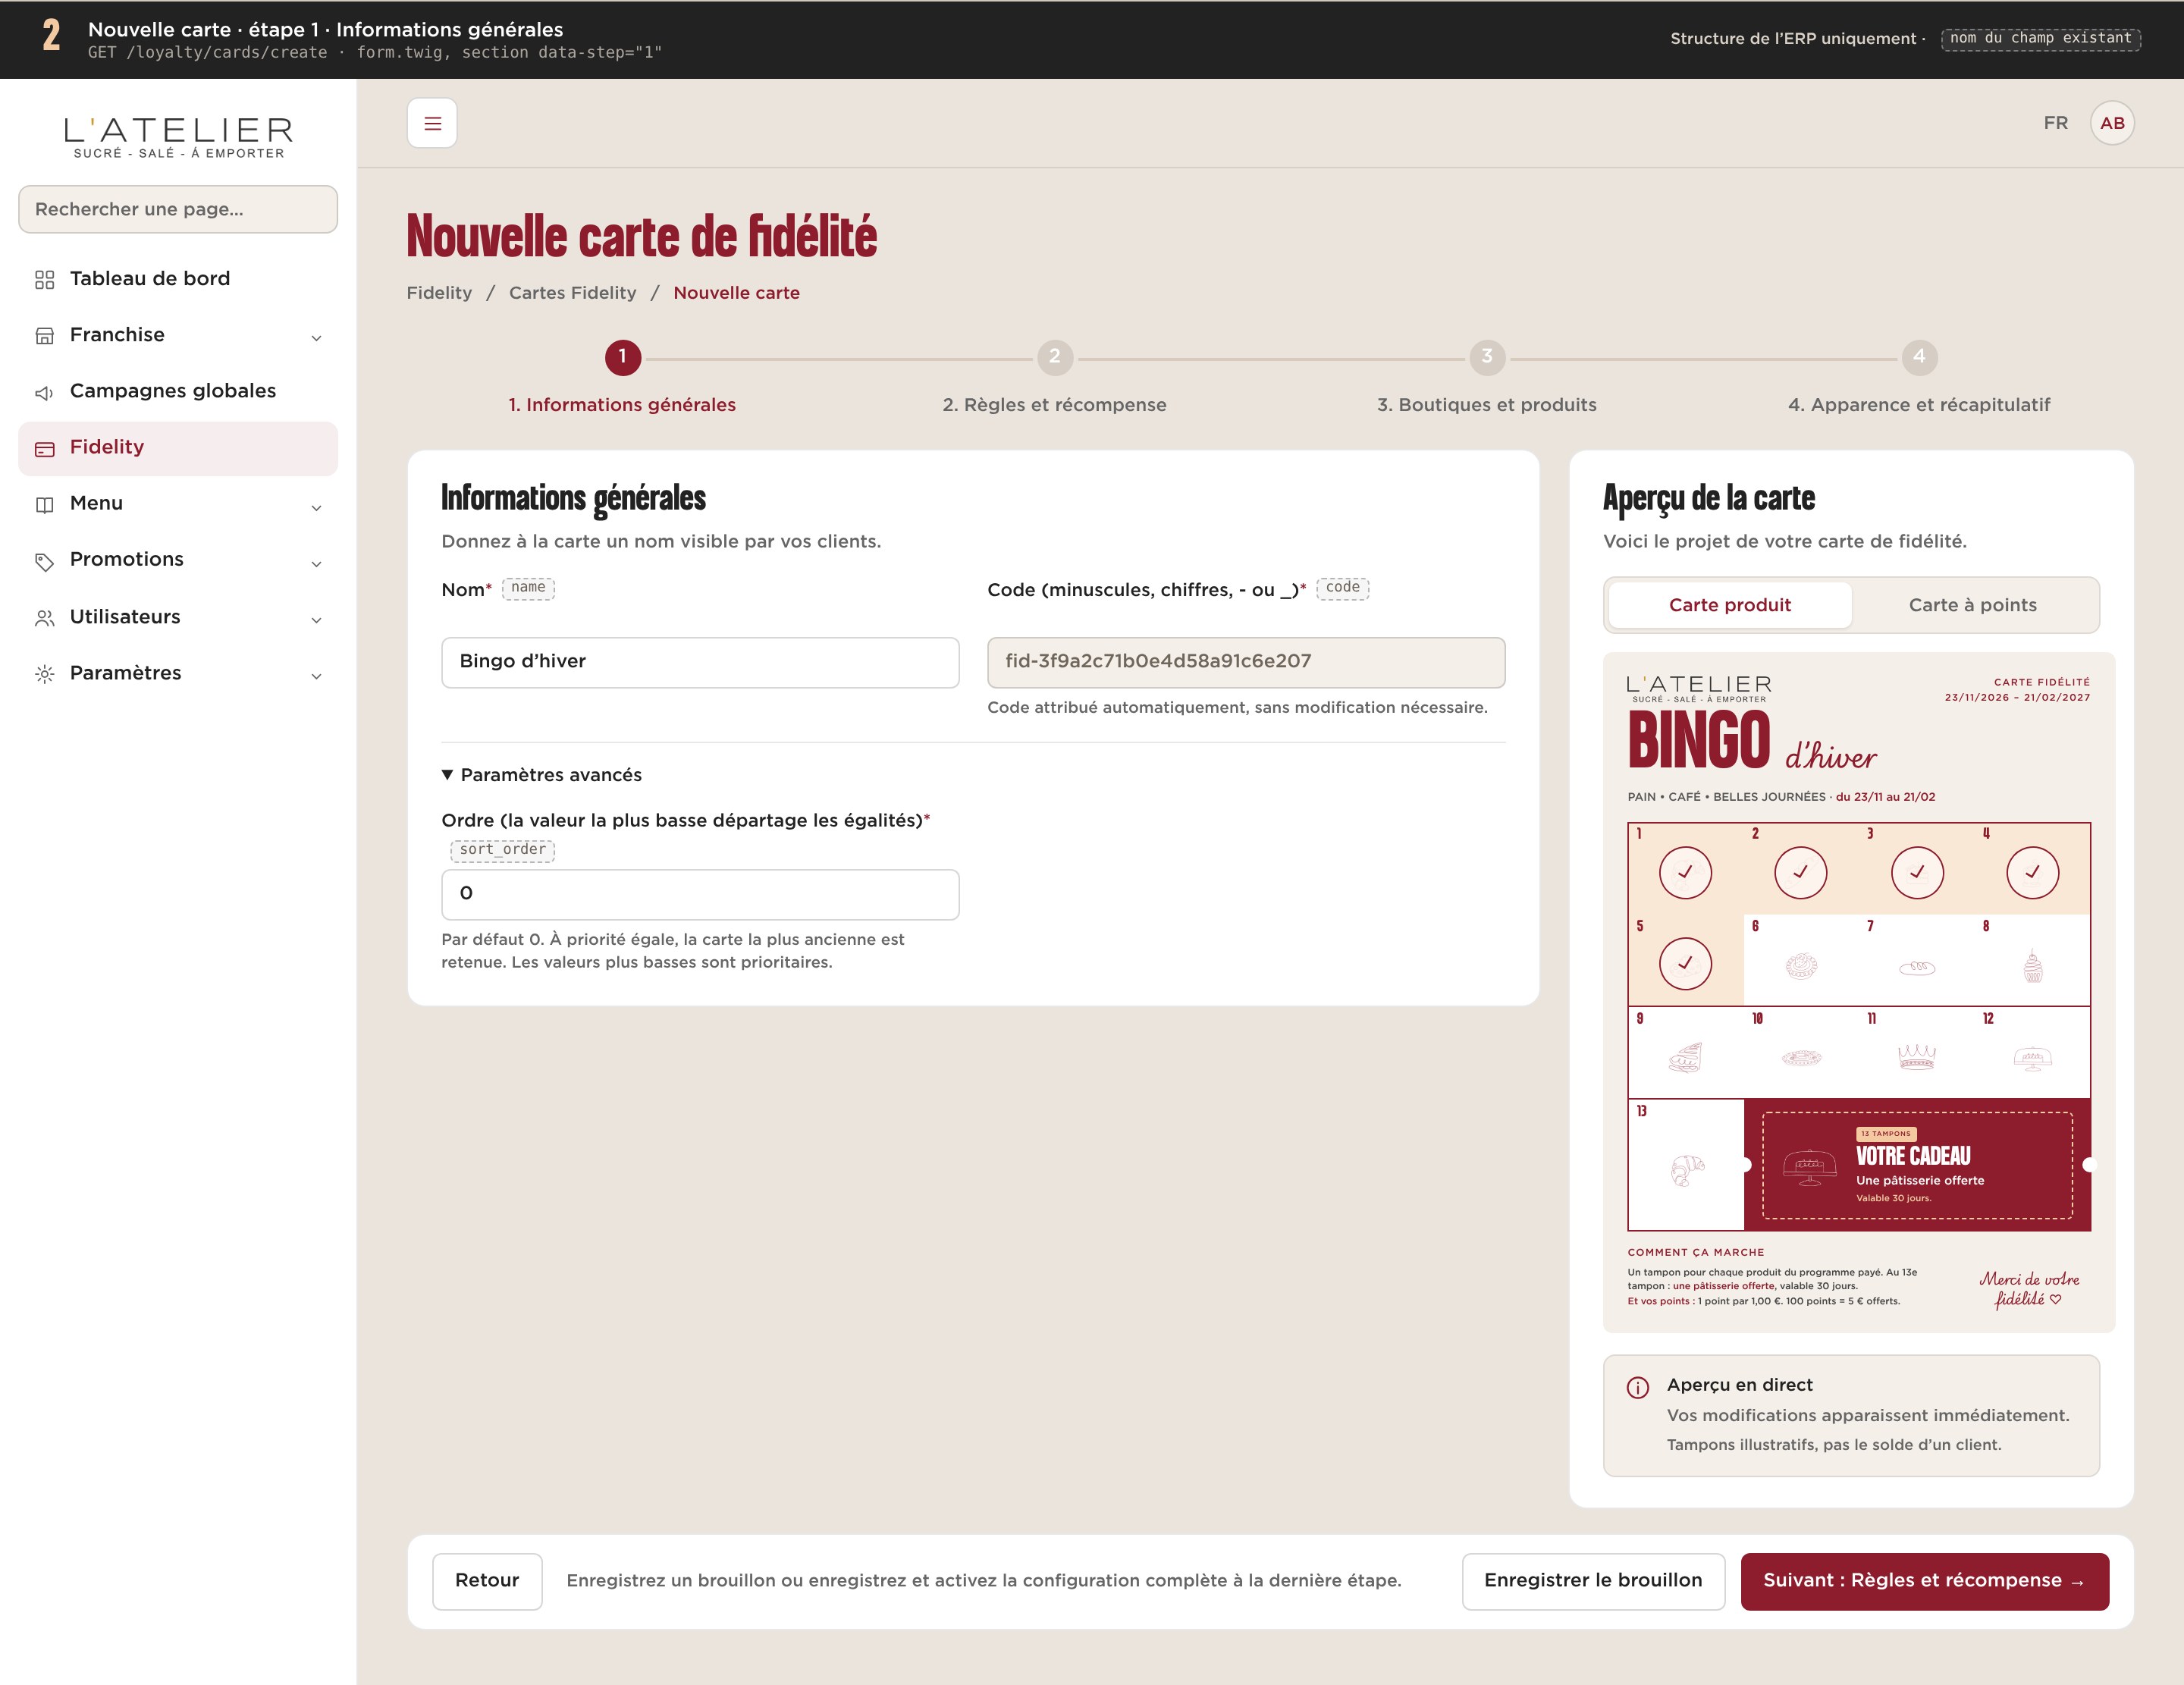 2
Nouvelle carte · étape 1 · Informations générales
GET /loyalty/cards/create · form.twig, section data-step="1"
Structure de l’ERP uniquement · nom du champ existant
L'ATELIER
SUCRÉ - SALÉ - Á EMPORTER
Rechercher une page...
Tableau de bord
Franchise
Campagnes globales
Fidelity
Menu
Promotions
Utilisateurs
Paramètres
FR
AB
Nouvelle carte de fidélité
Fidelity / Cartes Fidelity / Nouvelle carte
1
2
3
4
1. Informations générales
2. Règles et récompense
3. Boutiques et produits
4. Apparence et récapitulatif
Informations générales
Donnez à la carte un nom visible par vos clients.
Nom* name
Code (minuscules, chiffres, - ou _)* code
Bingo d’hiver
fid-3f9a2c71b0e4d58a91c6e207
Code attribué automatiquement, sans modification nécessaire.
▼ Paramètres avancés
Ordre (la valeur la plus basse départage les égalités)*
sort_order
0
Par défaut 0. À priorité égale, la carte la plus ancienne est
retenue. Les valeurs plus basses sont prioritaires.
Aperçu de la carte
Voici le projet de votre carte de fidélité.
Carte produit
Carte à points
L'ATELIER
SUCRÉ - SALÉ - Á EMPORTER
CARTE FIDÉLITÉ
23/11/2026 – 21/02/2027
BINGO d’hiver
PAIN • CAFÉ • BELLES JOURNÉES · du 23/11 au 21/02
1
2
3
4
5
6
7
8
9
10
11
12
13
13 TAMPONS
VOTRE CADEAU
Une pâtisserie offerte
Valable 30 jours.
COMMENT ÇA MARCHE
Un tampon pour chaque produit du programme payé. Au 13e
tampon : une pâtisserie offerte, valable 30 jours.
Et vos points : 1 point par 1,00 €. 100 points = 5 € offerts.
Merci de votre
fidélité ♡
Aperçu en direct
Vos modifications apparaissent immédiatement.
Tampons illustratifs, pas le solde d’un client.
Retour
Enregistrez un brouillon ou enregistrez et activez la configuration complète à la dernière étape.
Enregistrer le brouillon
Suivant : Règles et récompense →